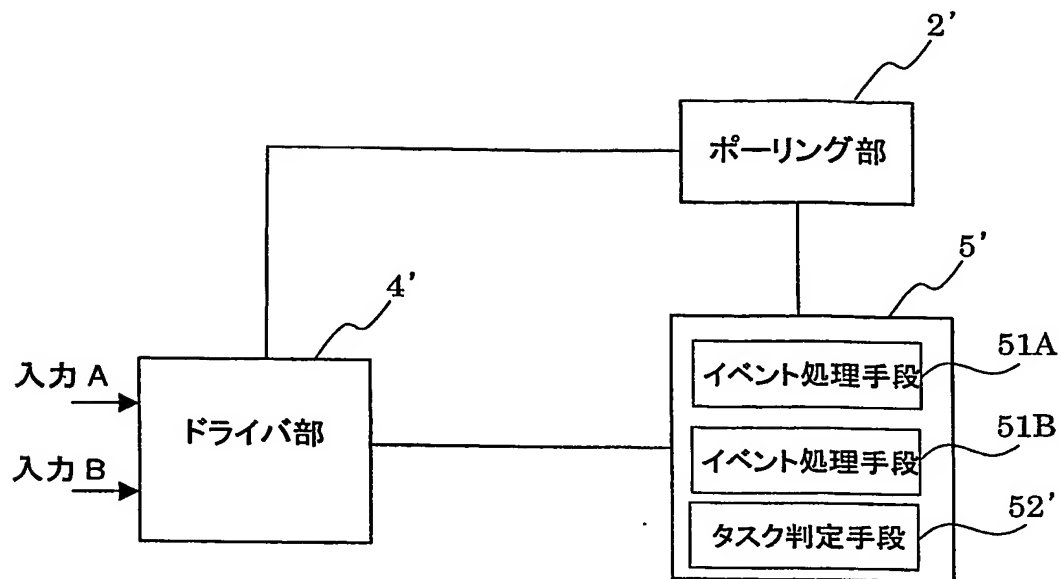 2'
ポーリング部
5'
4'
入力 A
入力 B
ドライバ部
51A
イベント処理手段
51B
イベント処理手段
52'
タスク判定手段